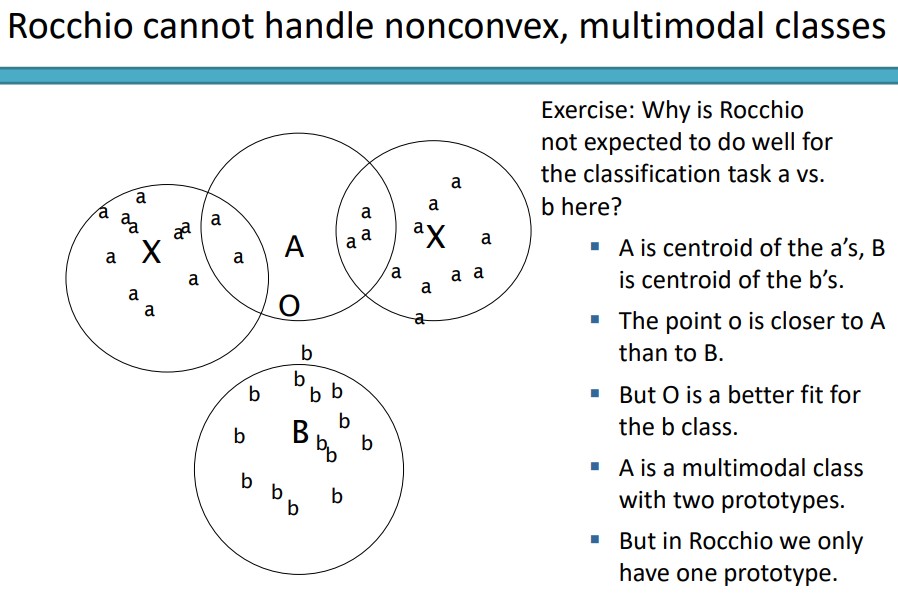 Rocchio cannot handle nonconvex, multimodal classes
Exercise: Why is Rocchio
not expected to do well for
the classification task a vs.
b here?
A is centroid of the a’s, B
is centroid of the b’s.
The point o is closer to A
than to B.
But O is a better fit for
the b class.
A is a multimodal class
with two prototypes.
But in Rocchio we only
have one prototype.
a
a
a
a
a
a
a
a
a
a
a
a
X
A
O
a
a
a
a
a
a
X
a
a
a
a
a
a
b
b
b
b
b
b
b
B
b
b
b
b
b
b
b